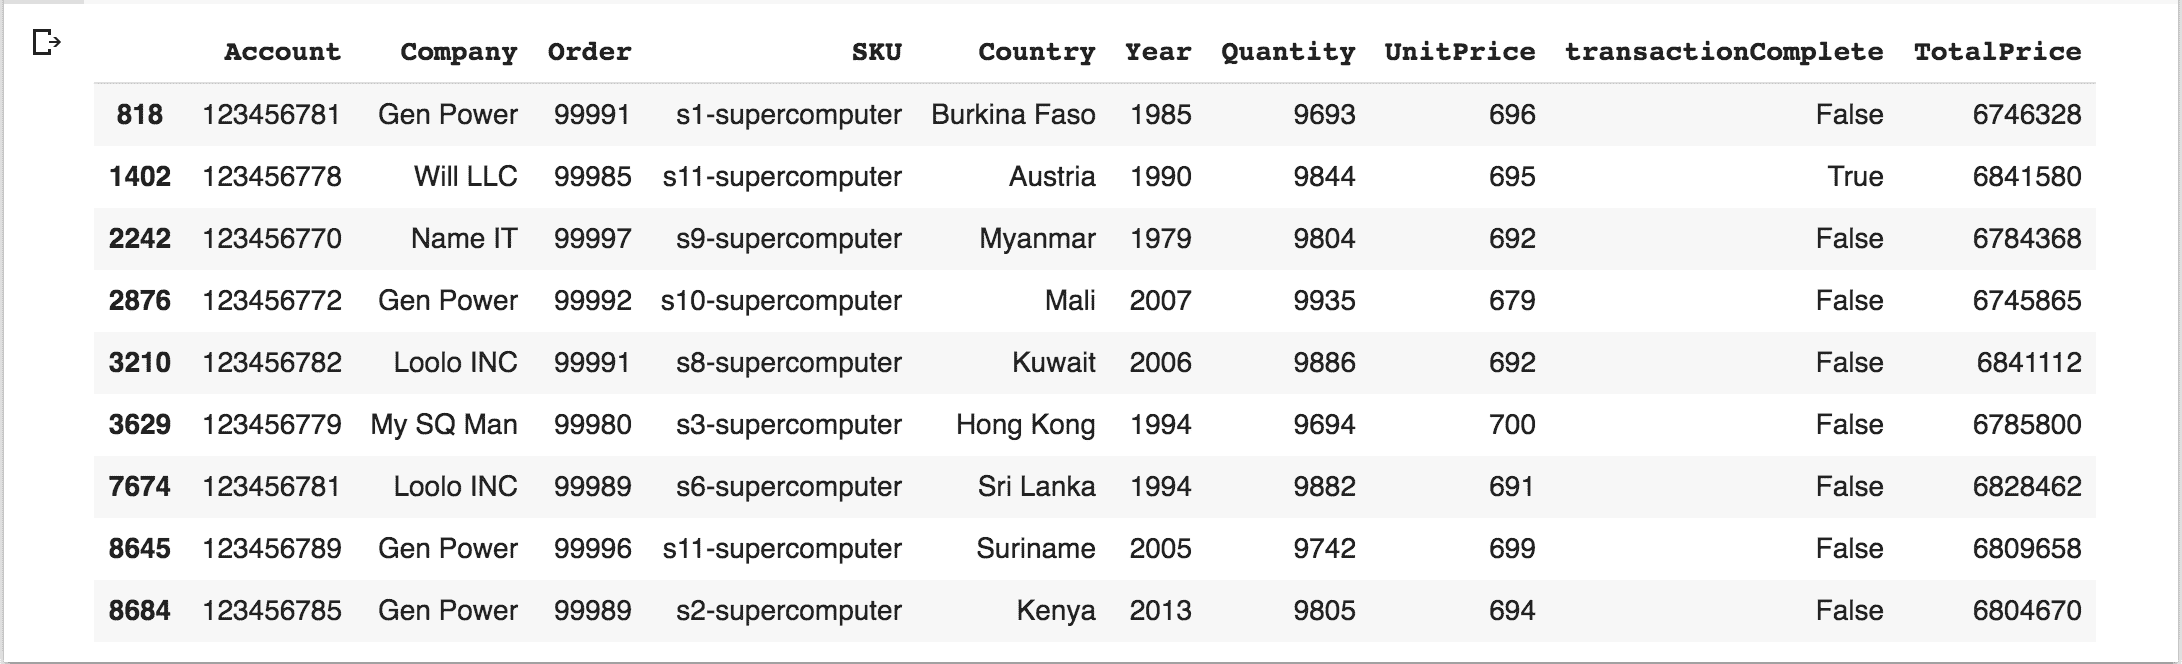 Account Company Order SKU Country Year Quantity UnitPrice transactionComplete TotalPrice
818 123456781 Gen Power 99991 s1-supercomputer Burkina Faso 1985 9693 696 False 6746328
1402 123456778 Will LLC 99985 s11-supercomputer Austria 1990 9844 695 True 6841580
2242 123456770 Name IT 99997 s9-supercomputer Myanmar 1979 9804 692 False 6784368
2876 123456772 Gen Power 99992 s10-supercomputer Mali 2007 9935 679 False 6745865
3210 123456782 Loolo INC 99991 s8-supercomputer Kuwait 2006 9886 692 False 6841112
3629 123456779 My SQ Man 99980 s3-supercomputer Hong Kong 1994 9694 700 False 6785800
7674 123456781 Loolo INC 99989 s6-supercomputer Sri Lanka 1994 9882 691 False 6828462
8645 123456789 Gen Power 99996 s11-supercomputer Suriname 2005 9742 699 False 6809658
8684 123456785 Gen Power 99989 s2-supercomputer Kenya 2013 9805 694 False 6804670